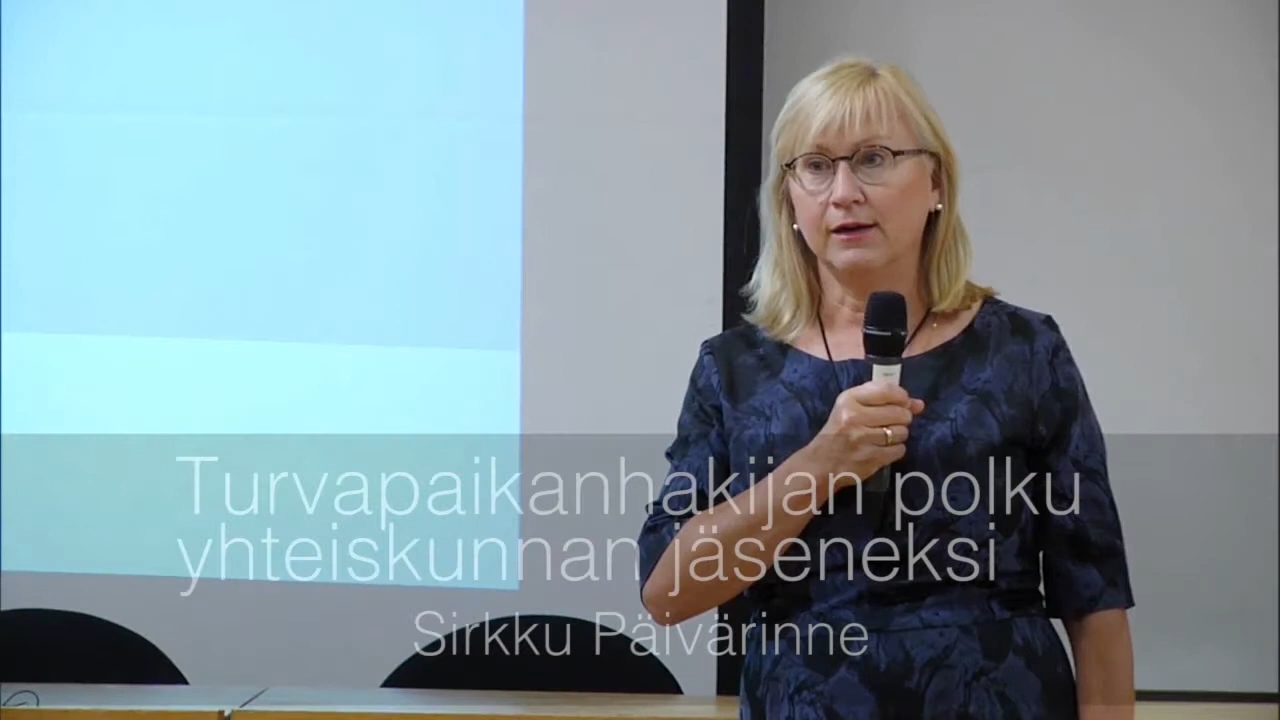 Turvapaikanhakijan polku
yhteiskunnan jäseneksi
Sirkku Päivärinne